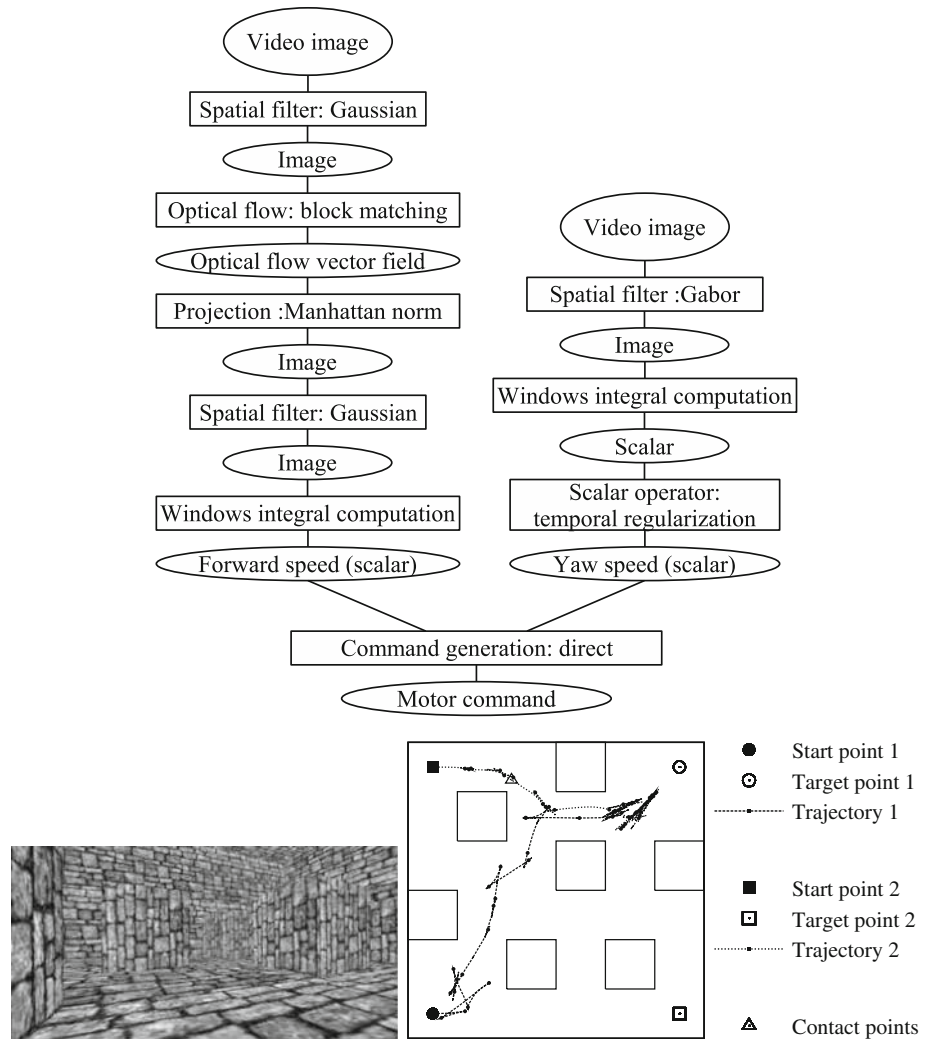 Video image
Spatial filter: Gaussian
Image
Optical flow: block matching
Optical flow vector field
Projection :Manhattan norm
Image
Spatial filter: Gaussian
Image
Windows integral computation
Forward speed (scalar)
Video image
Spatial filter :Gabor
Image
Windows integral computation
Scalar
Scalar operator:
temporal regularization
Yaw speed (scalar)
Command generation: direct
Motor command
Start point 1
Target point 1
Trajectory 1
Start point 2
Target point 2
Trajectory 2
Contact points